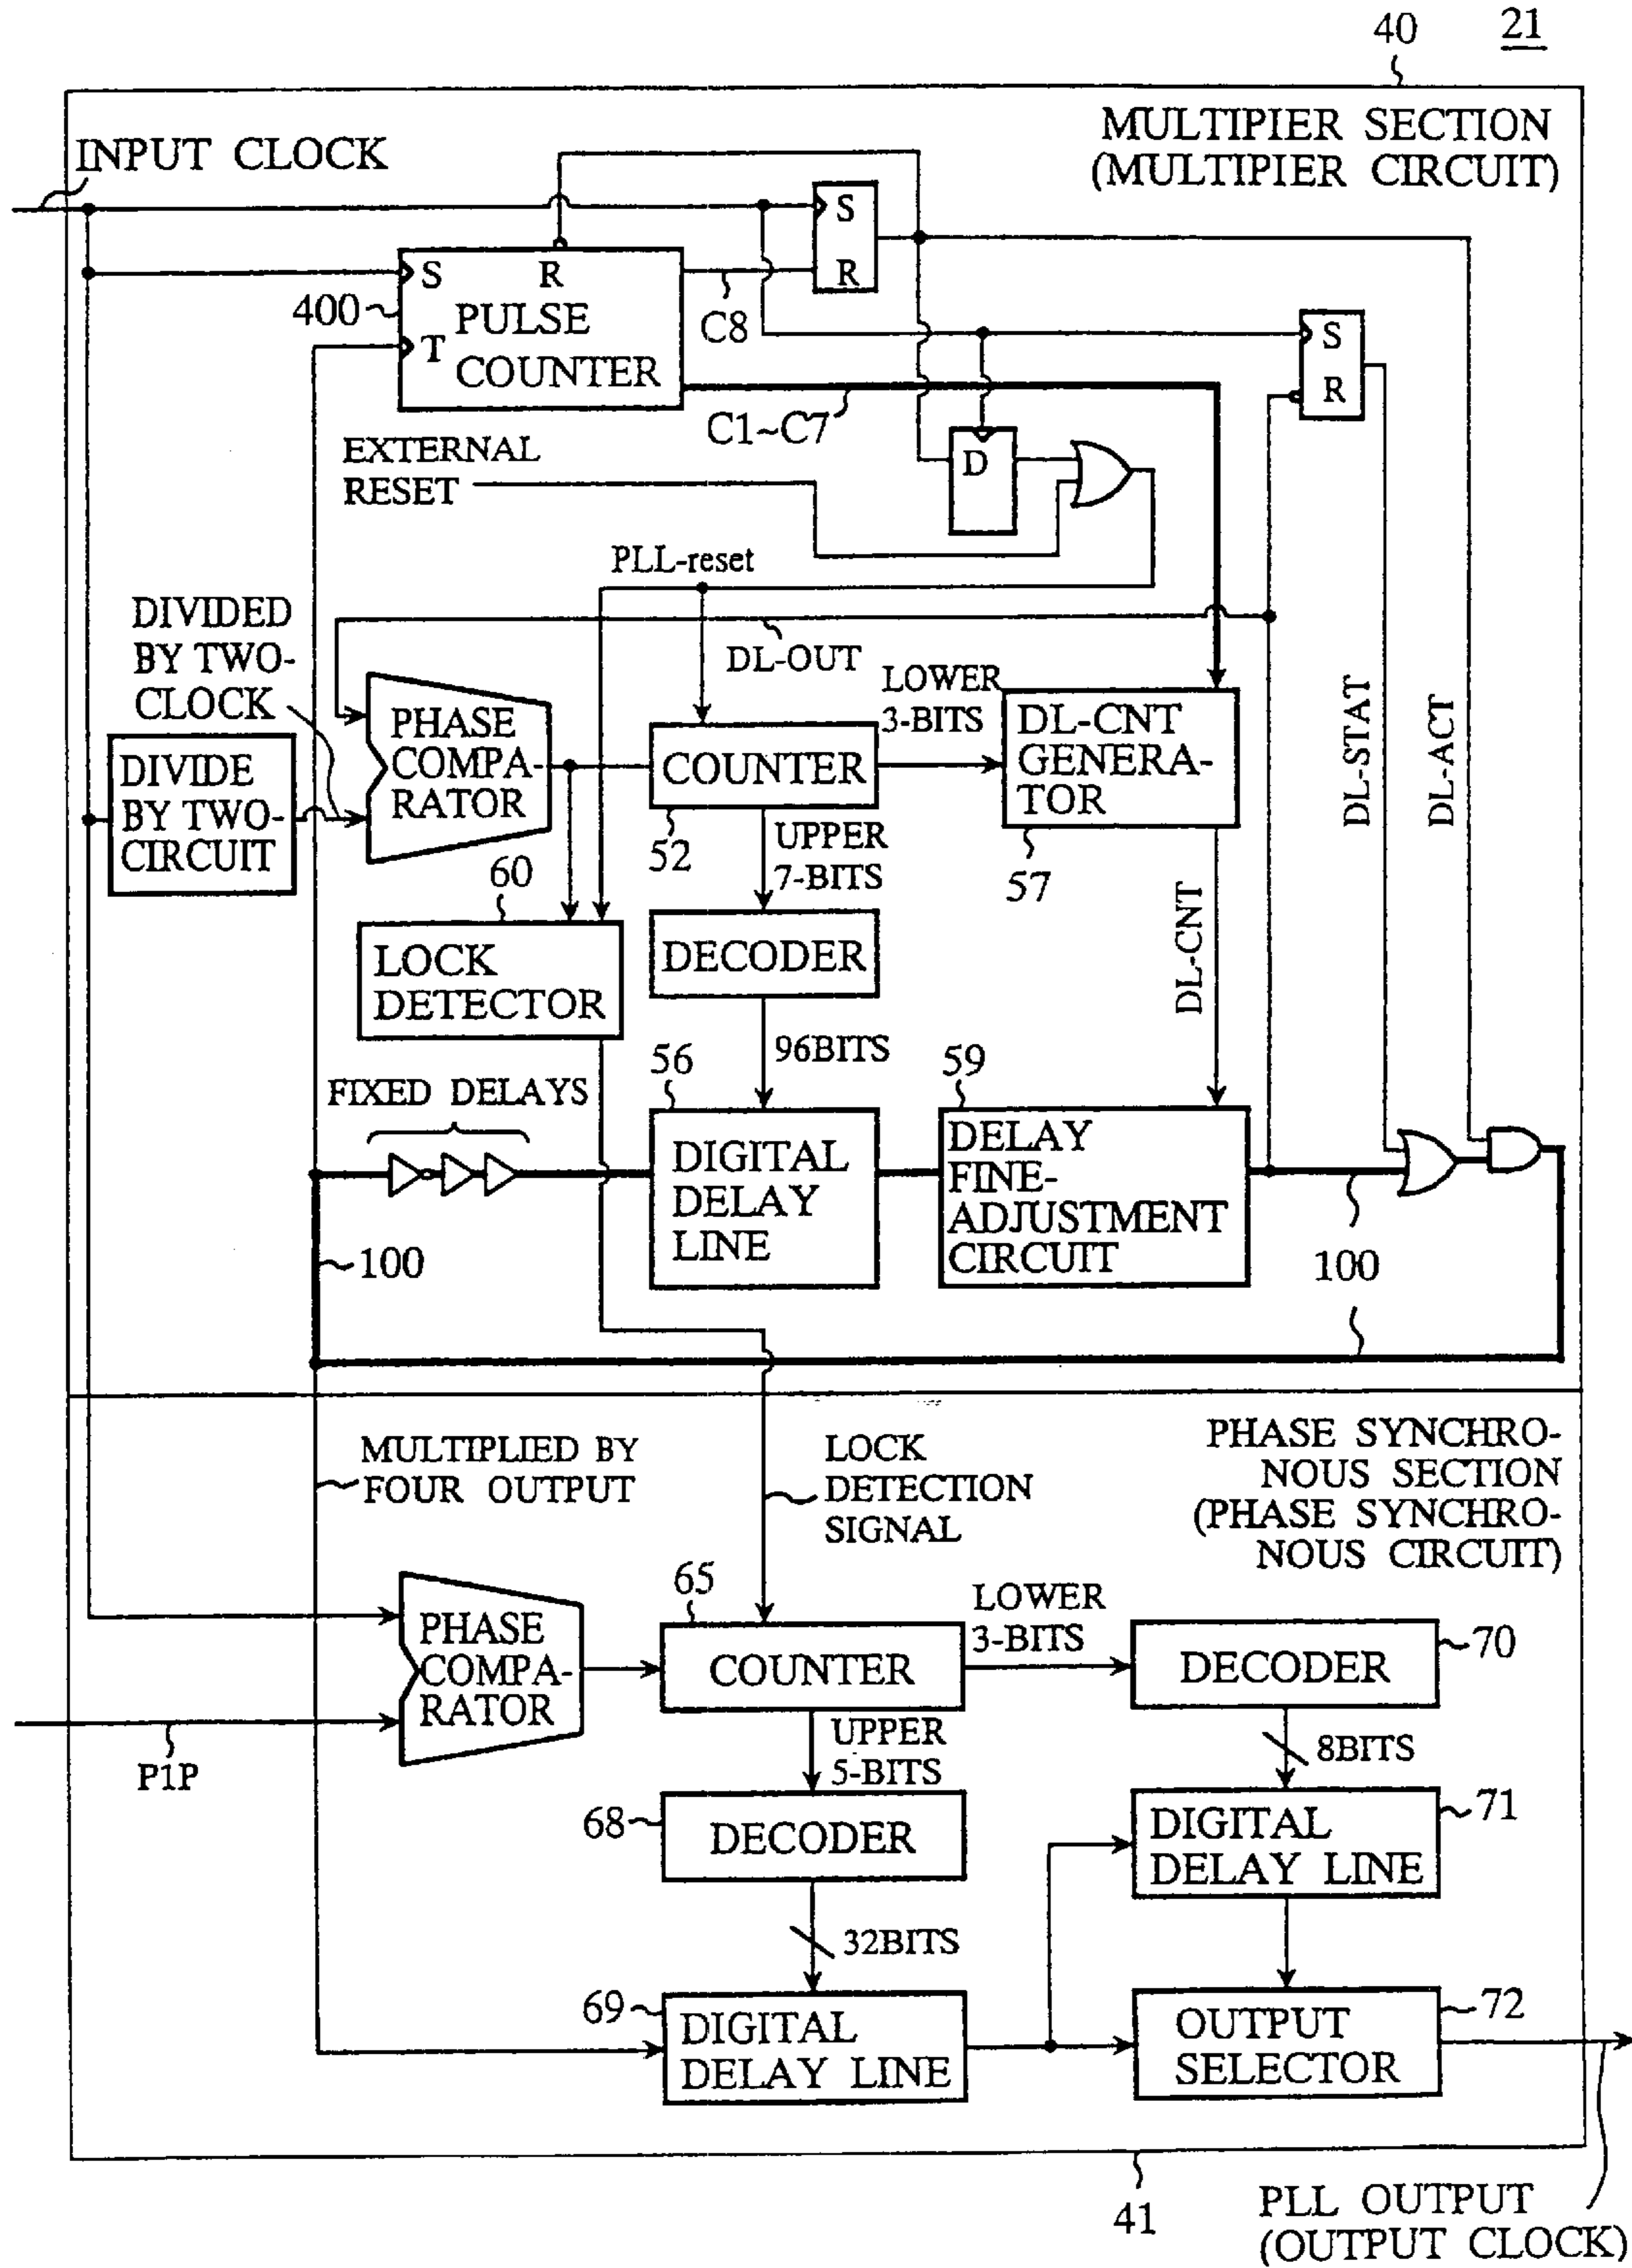 21
40
MULTIPIER SECTION
(MULTIPIER CIRCUIT)
INPUT CLOCK
S
R
S
R
400
PULSE
COUNTER
T
C8
C1~C7
S
R
EXTERNAL
RESET
D
PLL-reset
DIVIDED
BY TWO-
CLOCK
DL-OUT
LOWER
3-BITS
DL-STAT
DL-ACT
PHASE
COMPA-
RATOR
COUNTER
DL-CNT
GENERA-
TOR
DIVIDE
BY TWO-
CIRCUIT
52
UPPER
7-BITS
57
60
LOCK
DETECTOR
DECODER
DL-CNT
96BITS
56
59
FIXED DELAYS
DIGITAL
DELAY
LINE
DELAY
FINE-
ADJUSTMENT
CIRCUIT
100
100
MULTIPLIED BY
FOUR OUTPUT
LOCK
DETECTION
SIGNAL
PHASE SYNCHRO-
NOUS SECTION
(PHASE SYNCHRO-
NOUS CIRCUIT)
PHASE
COMPA-
RATOR
65
COUNTER
LOWER
3-BITS
DECODER
70
P1P
UPPER
5-BITS
8BITS
68
DECODER
DIGITAL
DELAY LINE
71
32BITS
69
DIGITAL
DELAY LINE
OUTPUT
SELECTOR
72
41
PLL OUTPUT
(OUTPUT CLOCK)